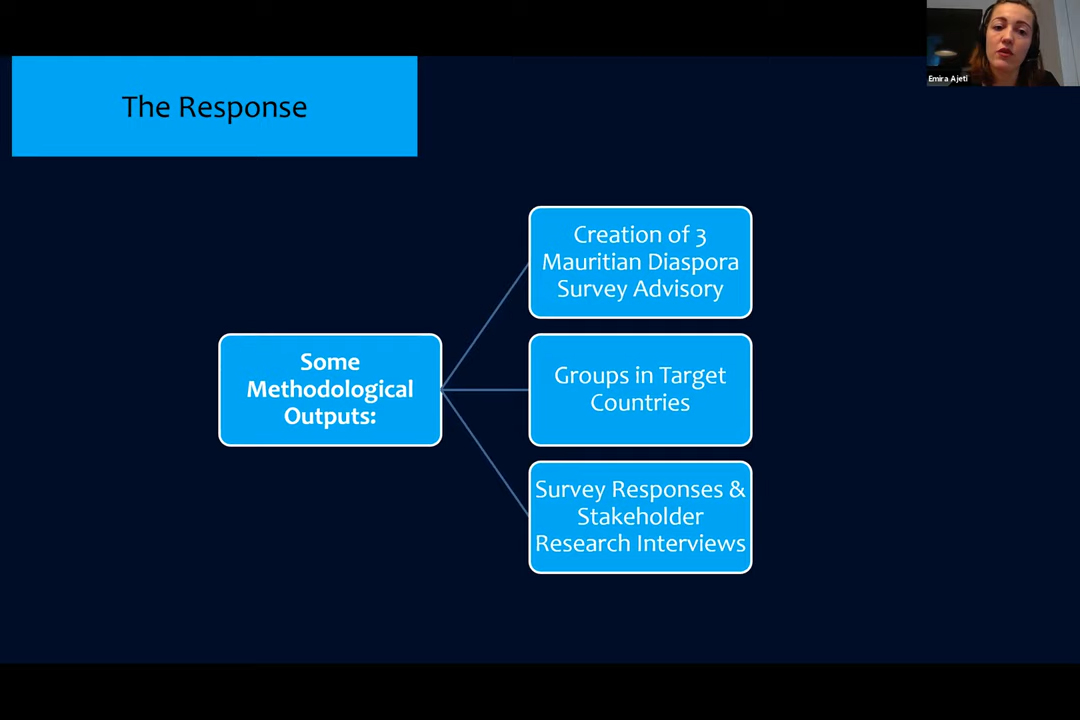 Emira Ajeti
The Response
Some
Methodological
Outputs:
Creation of 3
Mauritian Diaspora
Survey Advisory
Groups in Target
Countries
Survey Responses &
Stakeholder
Research Interviews